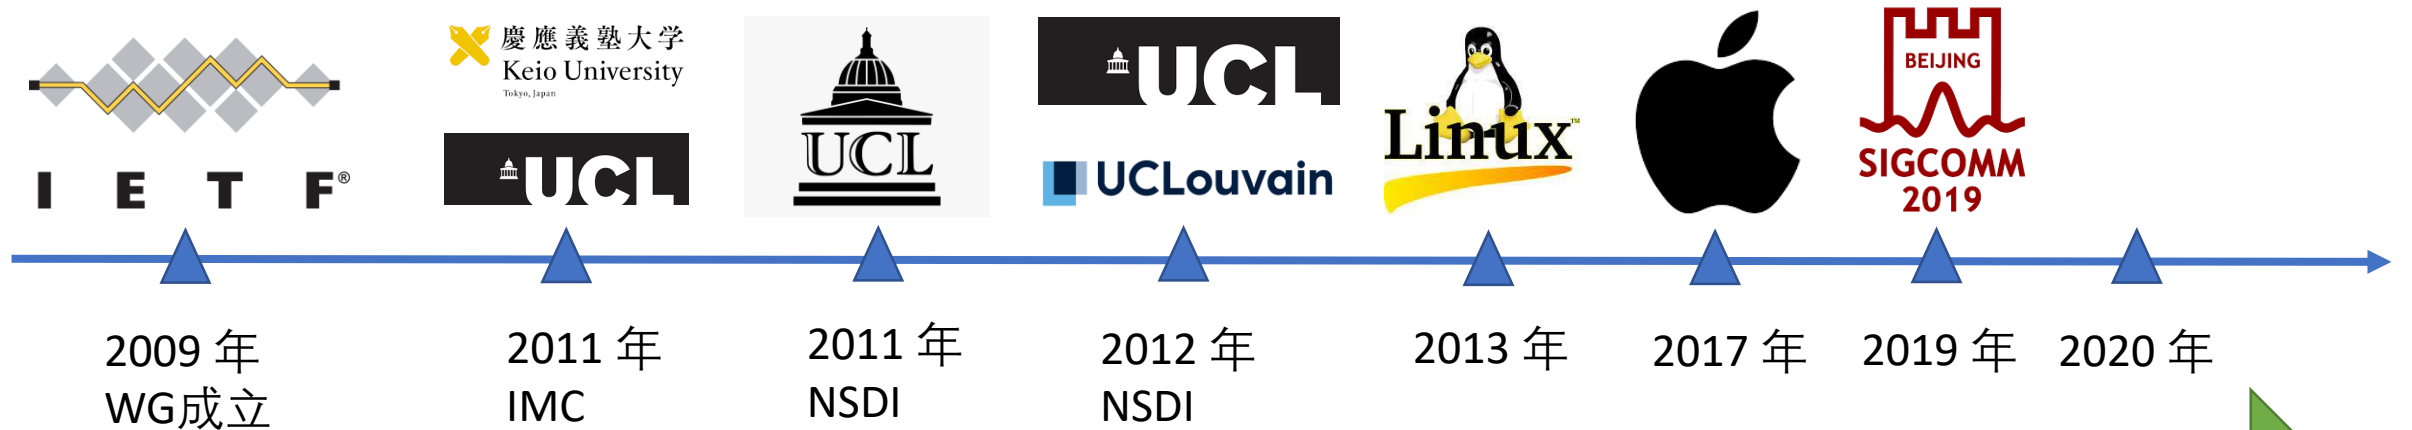 I E T F®
慶應義塾大学
Keio University
Tokyo, Japan
UCL
UCL
UCL
UCLouvain
Linux™
BEIJING
SIGCOMM
2019
2009 年
WG成立
2011 年
IMC
2011 年
NSDI
2012 年
NSDI
2013 年
2017 年
2019 年
2020 年